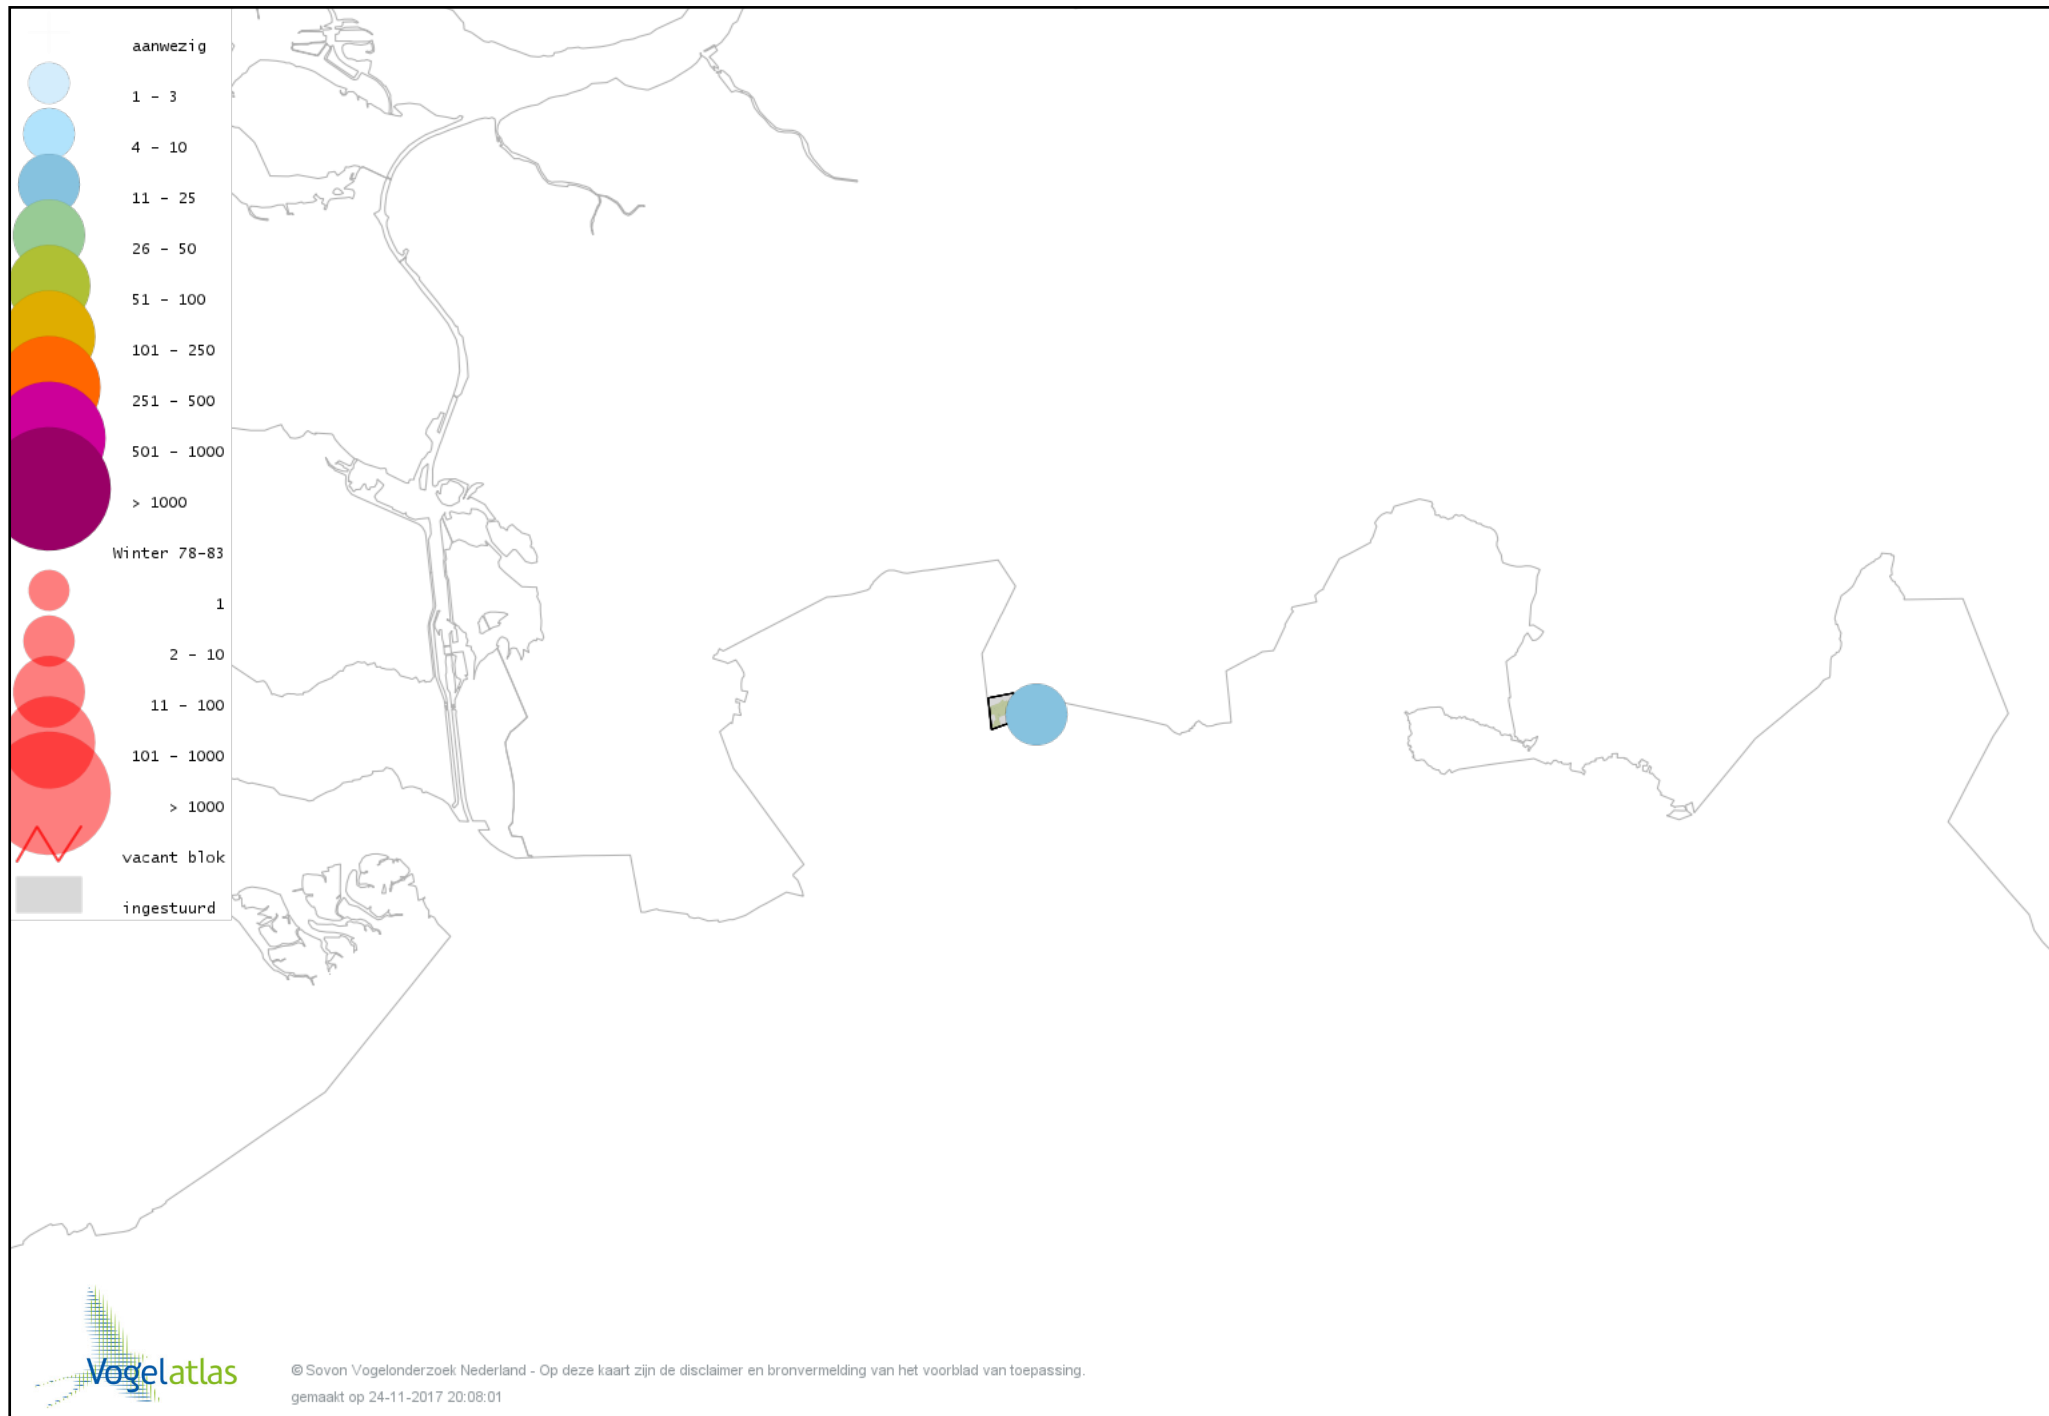 aanwezig
1 - 3
4 - 10
11 - 25
26 - 50
51 - 100
101 - 250
251 - 500
501 - 1000
> 1000
Winter 78-83
1
2 - 10
11 - 100
101 - 1000
> 1000
vacant blok
ingestuurd
Vogelatlas
© Sovon Vogelonderzoek Nederland - Op deze kaart zijn de disclaimer en bronvermelding van het voorblad van toepassing.
gemaakt op 24-11-2017 20:08:01